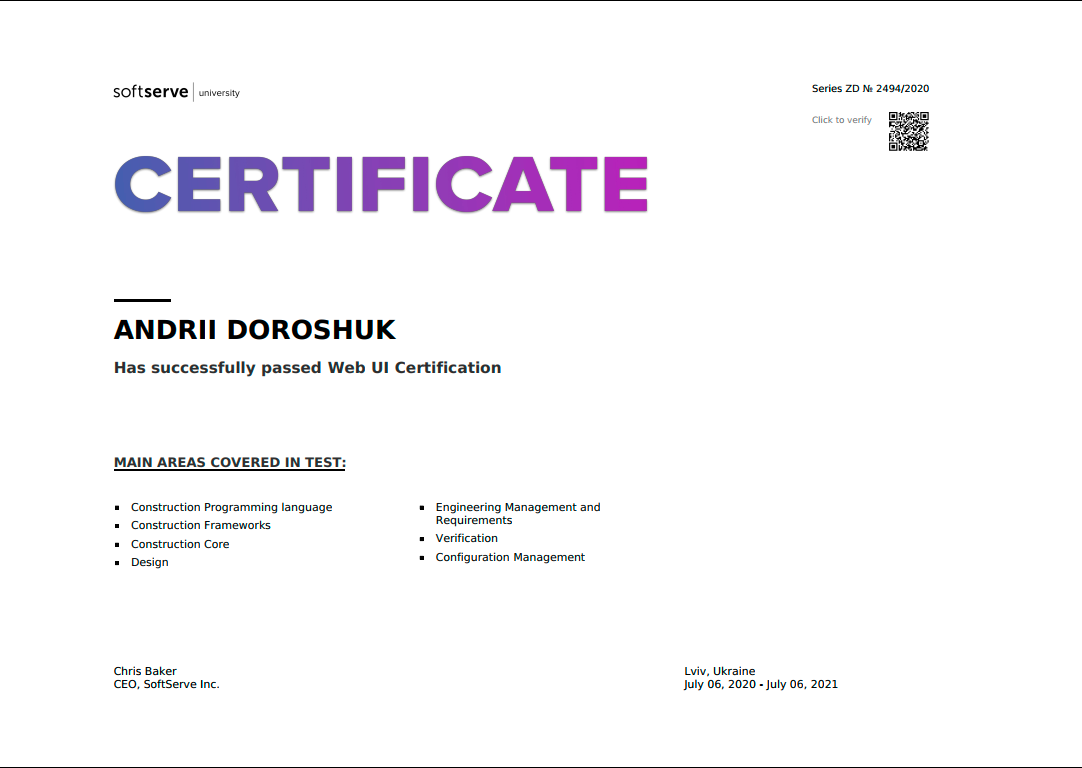 softserve university
Series ZD № 2494/2020
Click to verify
CERTIFICATE
ANDRII DOROSHUK
Has successfully passed Web UI Certification
MAIN AREAS COVERED IN TEST:
Construction Programming language
Construction Frameworks
Construction Core
Design
Engineering Management and
Requirements
Verification
Configuration Management
Chris Baker
CEO, SoftServe Inc.
Lviv, Ukraine
July 06, 2020 - July 06, 2021